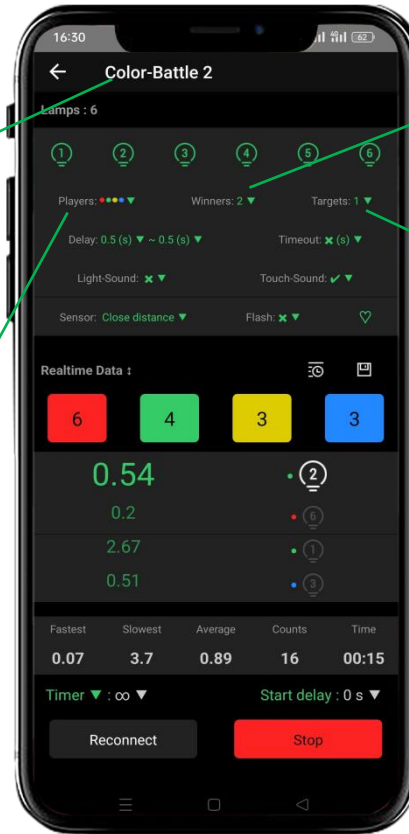 16:30 4G 62
Color-Battle 2
Lamps : 6
1 2 3 4 5 6
Players: Winners: 2 Targets: 1
Delay: 0.5 (s) ~ 0.5 (s) Timeout: × (s)
Light-Sound: × Touch-Sound: ✓
Sensor: Close distance Flash: ×
Realtime Data ↕
6 4 3 3
0.54 2
0.2 6
2.67 1
0.51 3
Fastest Slowest Average Counts Time
0.07 3.7 0.89 16 00:15
Timer ▼ : ∞ ▼ Start delay : 0 s ▼
Reconnect Stop